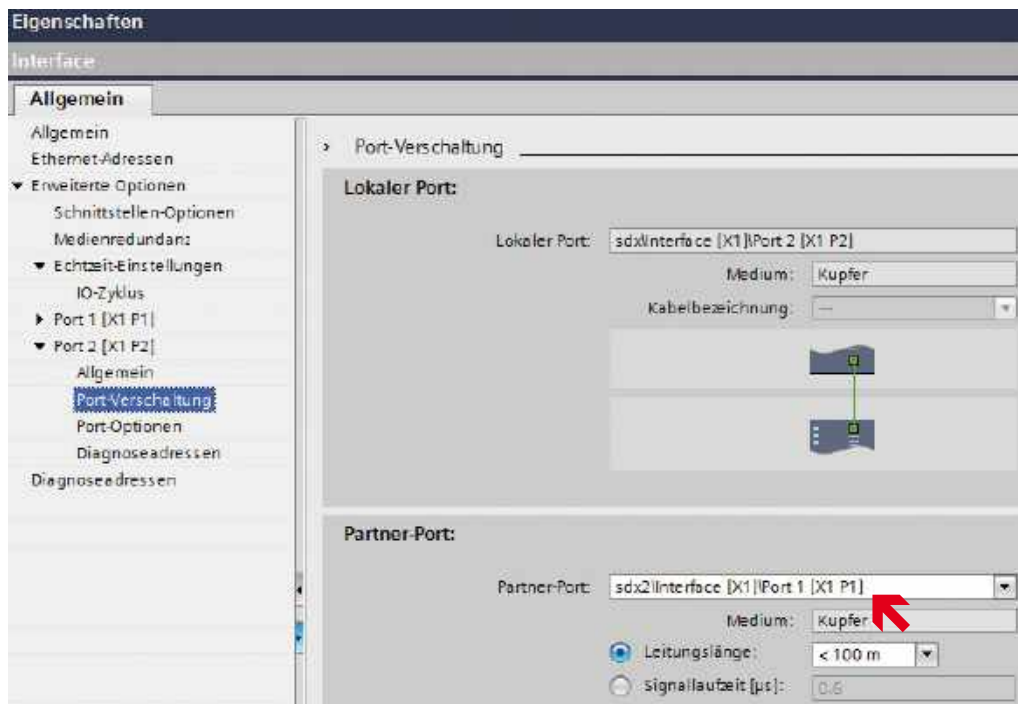 Eigenschaften
Interface
Allgemein
Allgemein
Ethernet-Adressen
Erweiterte Optionen
Schnittstellen-Optionen
Medienredundanz
Echtzeit-Einstellungen
IO-Zyklus
Port 1 [X1 P1]
Port 2 [X1 P2]
Allgemein
Port-Verschaltung
Port-Optionen
Diagnoseadressen
Diagnoseadressen
Port-Verschaltung
Lokaler Port:
Lokaler Port: sdx\Interface [X1]\Port 2 [X1 P2]
Medium: Kupfer
Kabelbezeichnung: ---
Partner-Port:
Partner-Port: sdx2\Interface [X1]\Port 1 [X1 P1]
Medium: Kupfer
Leitungslänge: < 100 m
Signallaufzeit [µs]: 0.6